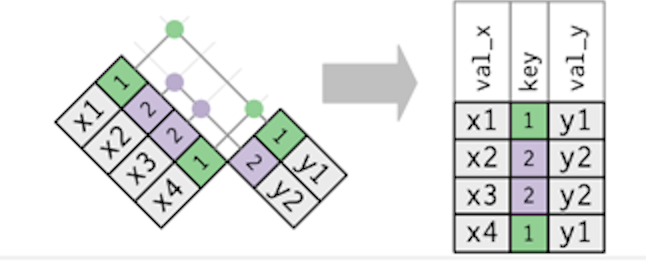 x1 1
x2 2
x3 2
x4 1
1 y1
2 y2
val_x key val_y
x1 1 y1
x2 2 y2
x3 2 y2
x4 1 y1